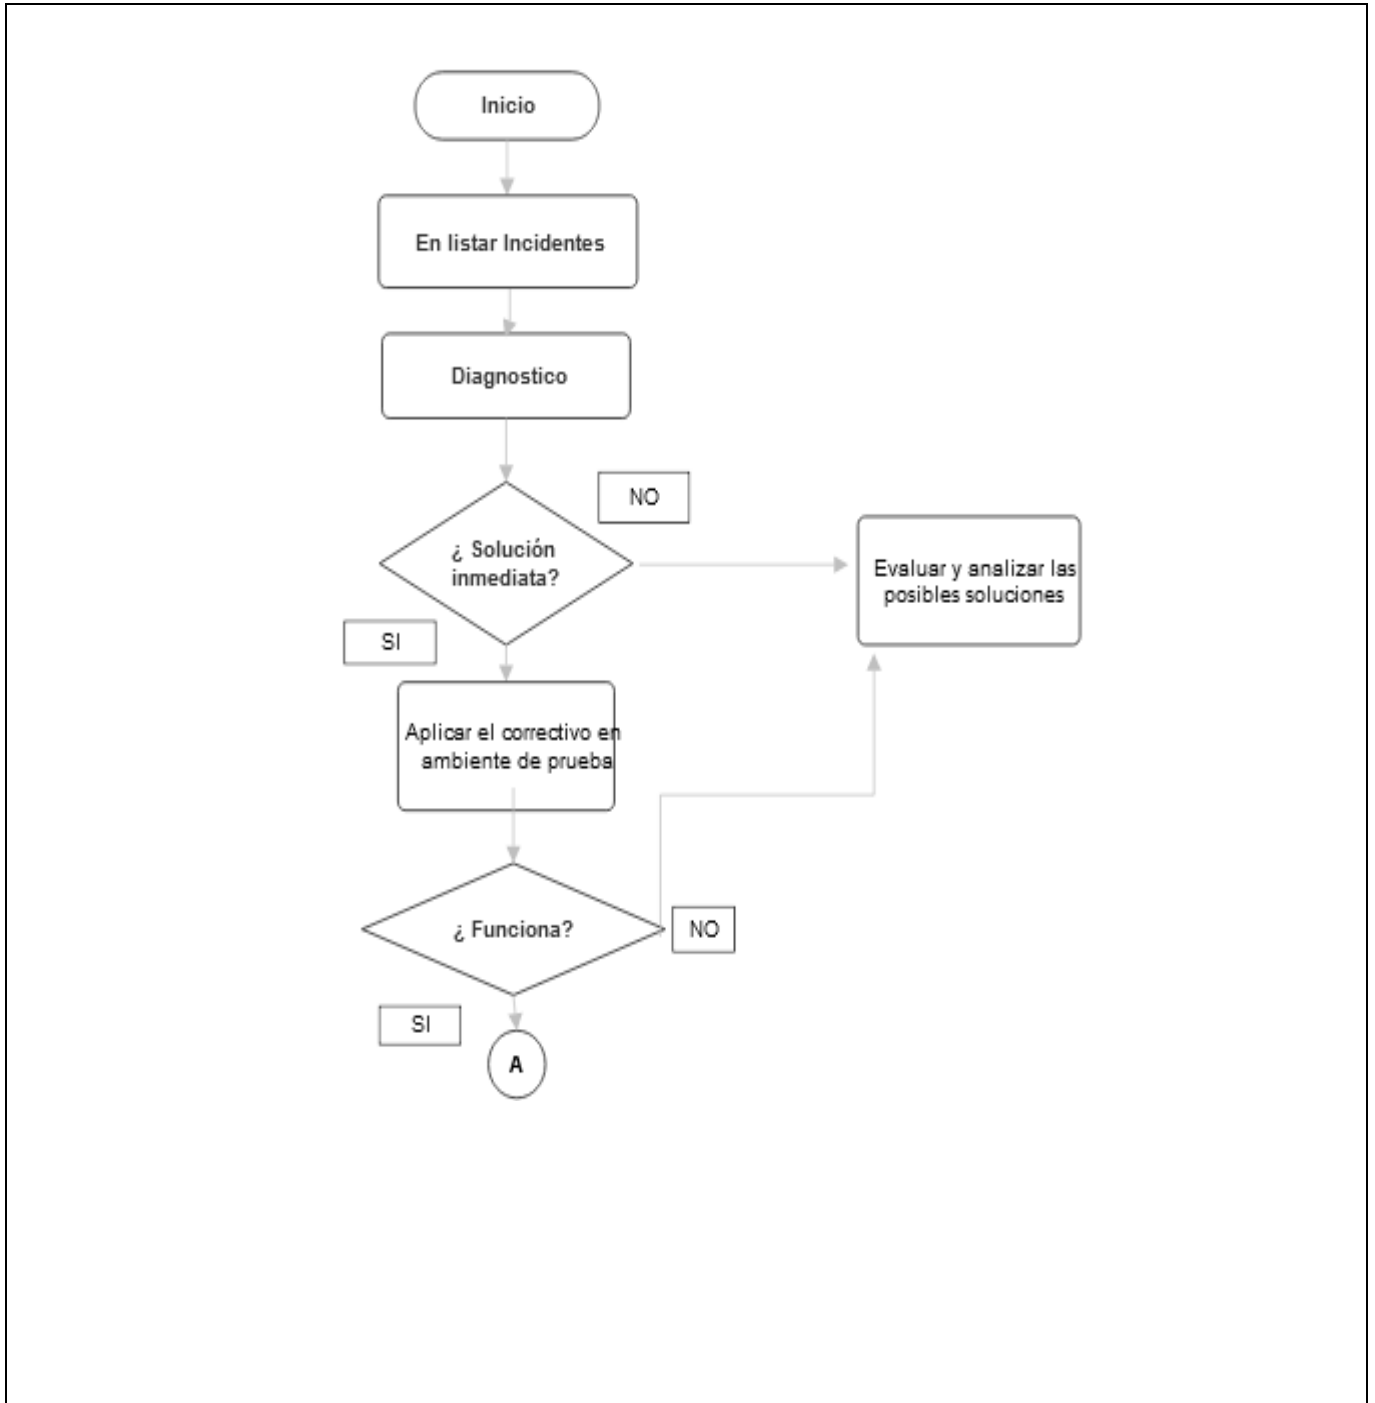 Inicio
En listar Incidentes
Diagnostico
NO
¿ Solución
inmediata?
Evaluar y analizar las
posibles soluciones
SI
Aplicar el correctivo en
ambiente de prueba
¿ Funciona?
NO
SI
A